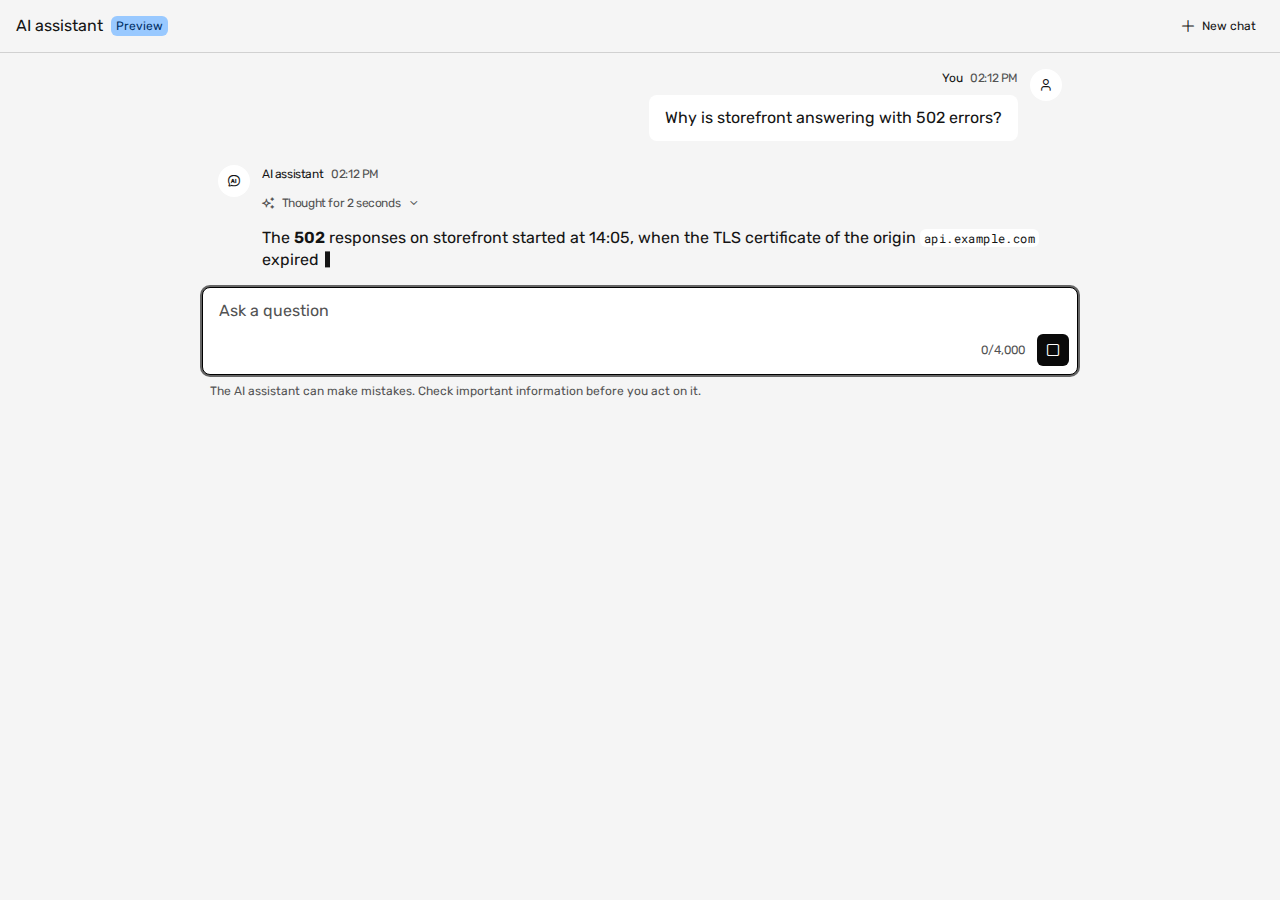 AI assistant Preview
New chat
You 02:12 PM
Why is storefront answering with 502 errors?
AI
AI assistant 02:12 PM
Thought for 2 seconds
The 502 responses on storefront started at 14:05, when the TLS certificate of the origin api.example.com
expired
Ask a question
0/4,000
The AI assistant can make mistakes. Check important information before you act on it.